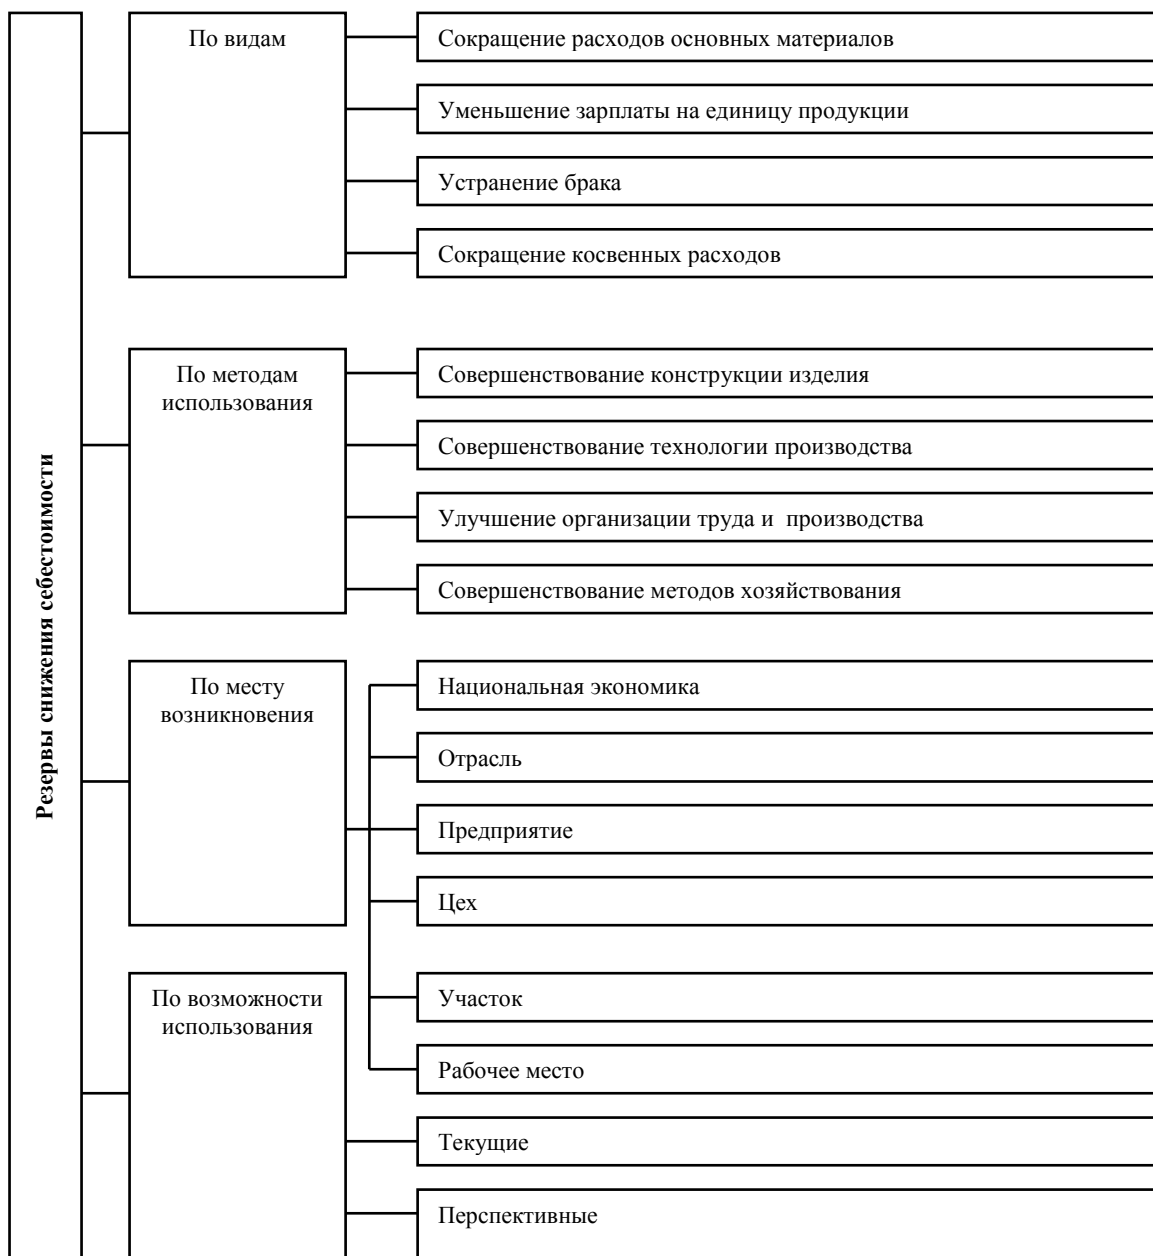 Резервы снижения себестоимости
По видам
Сокращение расходов основных материалов
Уменьшение зарплаты на единицу продукции
Устранение брака
Сокращение косвенных расходов
По методам
использования
Совершенствование конструкции изделия
Совершенствование технологии производства
Улучшение организации труда и производства
Совершенствование методов хозяйствования
По месту
возникновения
Национальная экономика
Отрасль
Предприятие
Цех
Участок
Рабочее место
По возможности
использования
Текущие
Перспективные